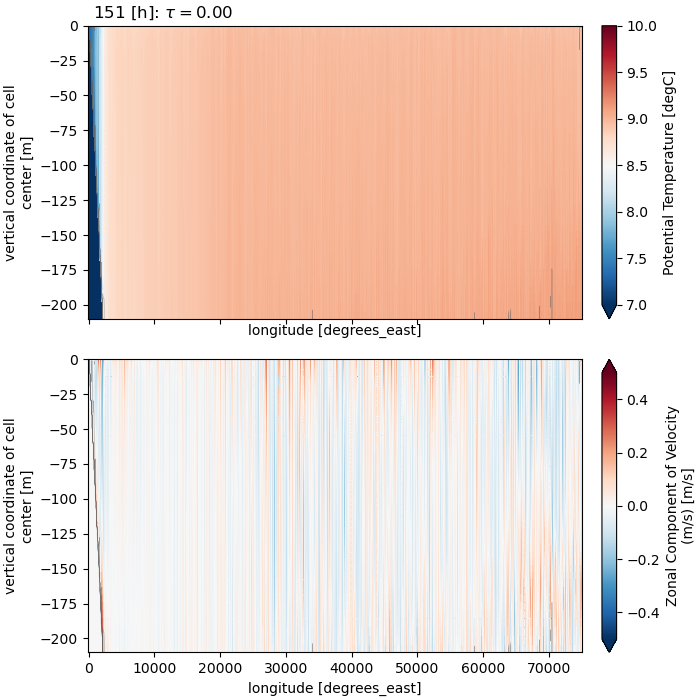 151 [h]: τ = 0.00
0
−25
−50
−75
−100
−125
−150
−175
−200
vertical coordinate of cell
center [m]
longitude [degrees_east]
10.0
9.5
9.0
8.5
8.0
7.5
7.0
Potential Temperature [degC]
0
−25
−50
−75
−100
−125
−150
−175
−200
vertical coordinate of cell
center [m]
0 10000 20000 30000 40000 50000 60000 70000
longitude [degrees_east]
0.4
0.2
0.0
−0.2
−0.4
Zonal Component of Velocity
(m/s) [m/s]